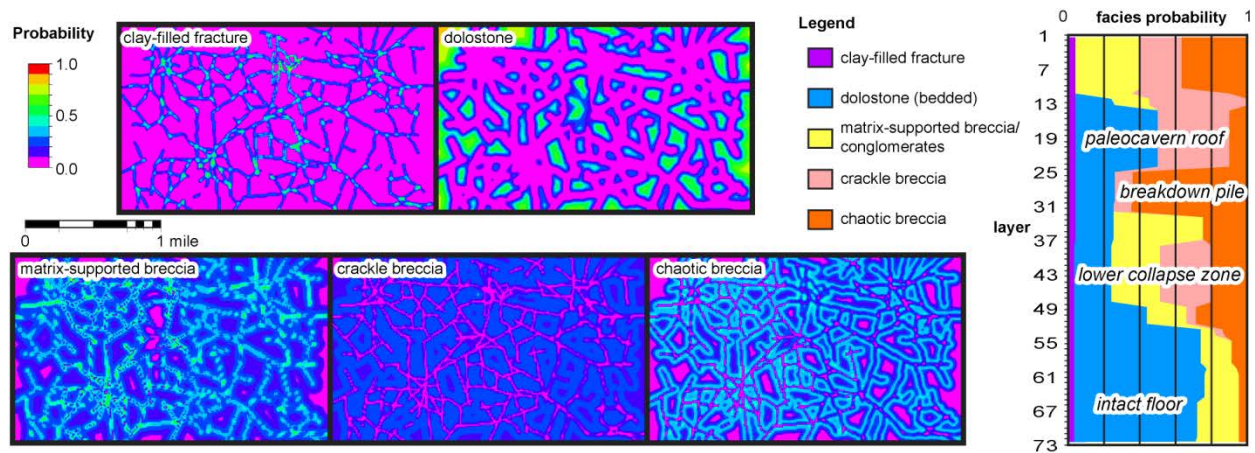 Probability
1.0
0.5
0.0
0
1 mile
clay-filled fracture
dolostone
matrix-supported breccia
crackle breccia
chaotic breccia
Legend
clay-filled fracture
dolostone (bedded)
matrix-supported breccia/
conglomerates
crackle breccia
chaotic breccia
0 facies probability 1
layer
1
7
13
19
25
31
37
43
49
55
61
67
73
paleocavern roof
breakdown pile
lower collapse zone
intact floor